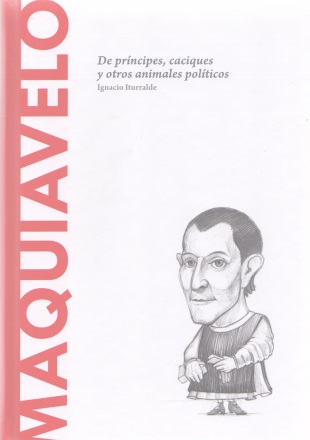 MAQUIAVELO
De príncipes, caciques
y otros animales políticos
Ignacio Iturralde